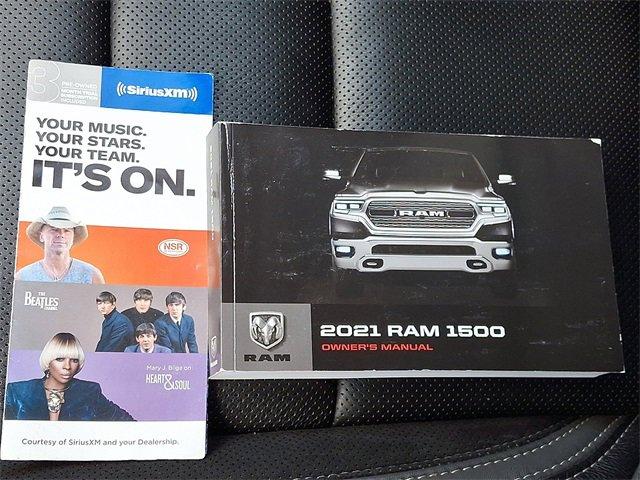 3 PRE-OWNED
MONTH TRIAL
SUBSCRIPTION
INCLUDED
((SiriusXM))
YOUR MUSIC.
YOUR STARS.
YOUR TEAM.
IT'S ON.
NSR
THE
BEATLES
CHANNEL
Mary J. Blige on
HEART & SOUL
Courtesy of SiriusXM and your Dealership.
RAM
RAM
2021 RAM 1500
OWNER'S MANUAL